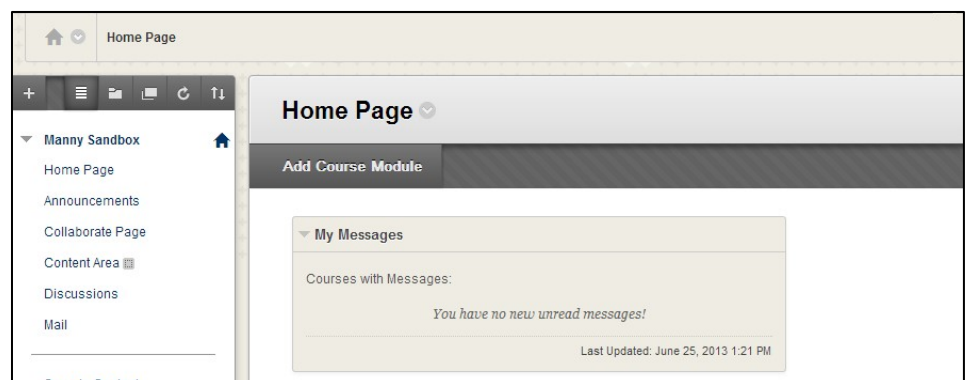 Home Page
Manny Sandbox
Home Page
Announcements
Collaborate Page
Content Area
Discussions
Mail
Home Page
Add Course Module
My Messages
Courses with Messages:
You have no new unread messages!
Last Updated: June 25, 2013 1:21 PM